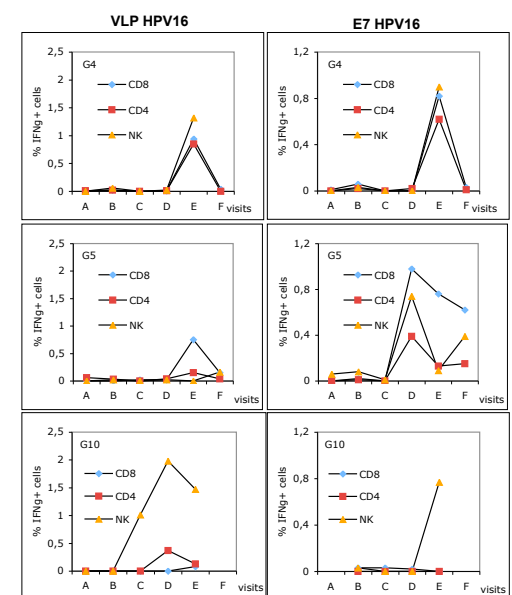 VLP HPV16
E7 HPV16
G4
2,5
2
1,5
1
0,5
0
% IFNg+ cells
CD8
CD4
NK
A B C D E F visits
G4
1,2
0,8
0,4
0
% IFNg+ cells
CD8
CD4
NK
A B C D E F visits
G5
2,5
2
1,5
1
0,5
0
% IFNg+ cells
CD8
CD4
NK
A B C D E F visits
G5
1,2
0,8
0,4
0
% IFNg+ cells
CD8
CD4
NK
A B C D E F visits
G10
2,5
2
1,5
1
0,5
0
% IFNg+ cells
CD8
CD4
NK
A B C D E F visits
G10
1,2
0,8
0,4
0
% IFNg+ cells
CD8
CD4
NK
A B C D E F visits